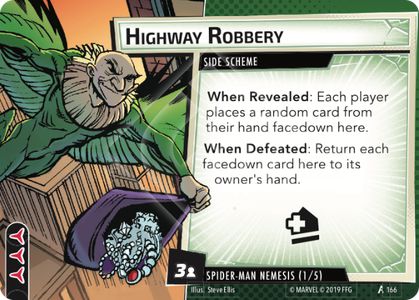 HIGHWAY ROBBERY
SIDE SCHEME
When Revealed: Each player
places a random card from
their hand facedown here.
When Defeated: Return each
facedown card here to its
owner's hand.
3
SPIDER-MAN NEMESIS (1/5)
Illus. Steve Ellis
© MARVEL © 2019 FFG
166